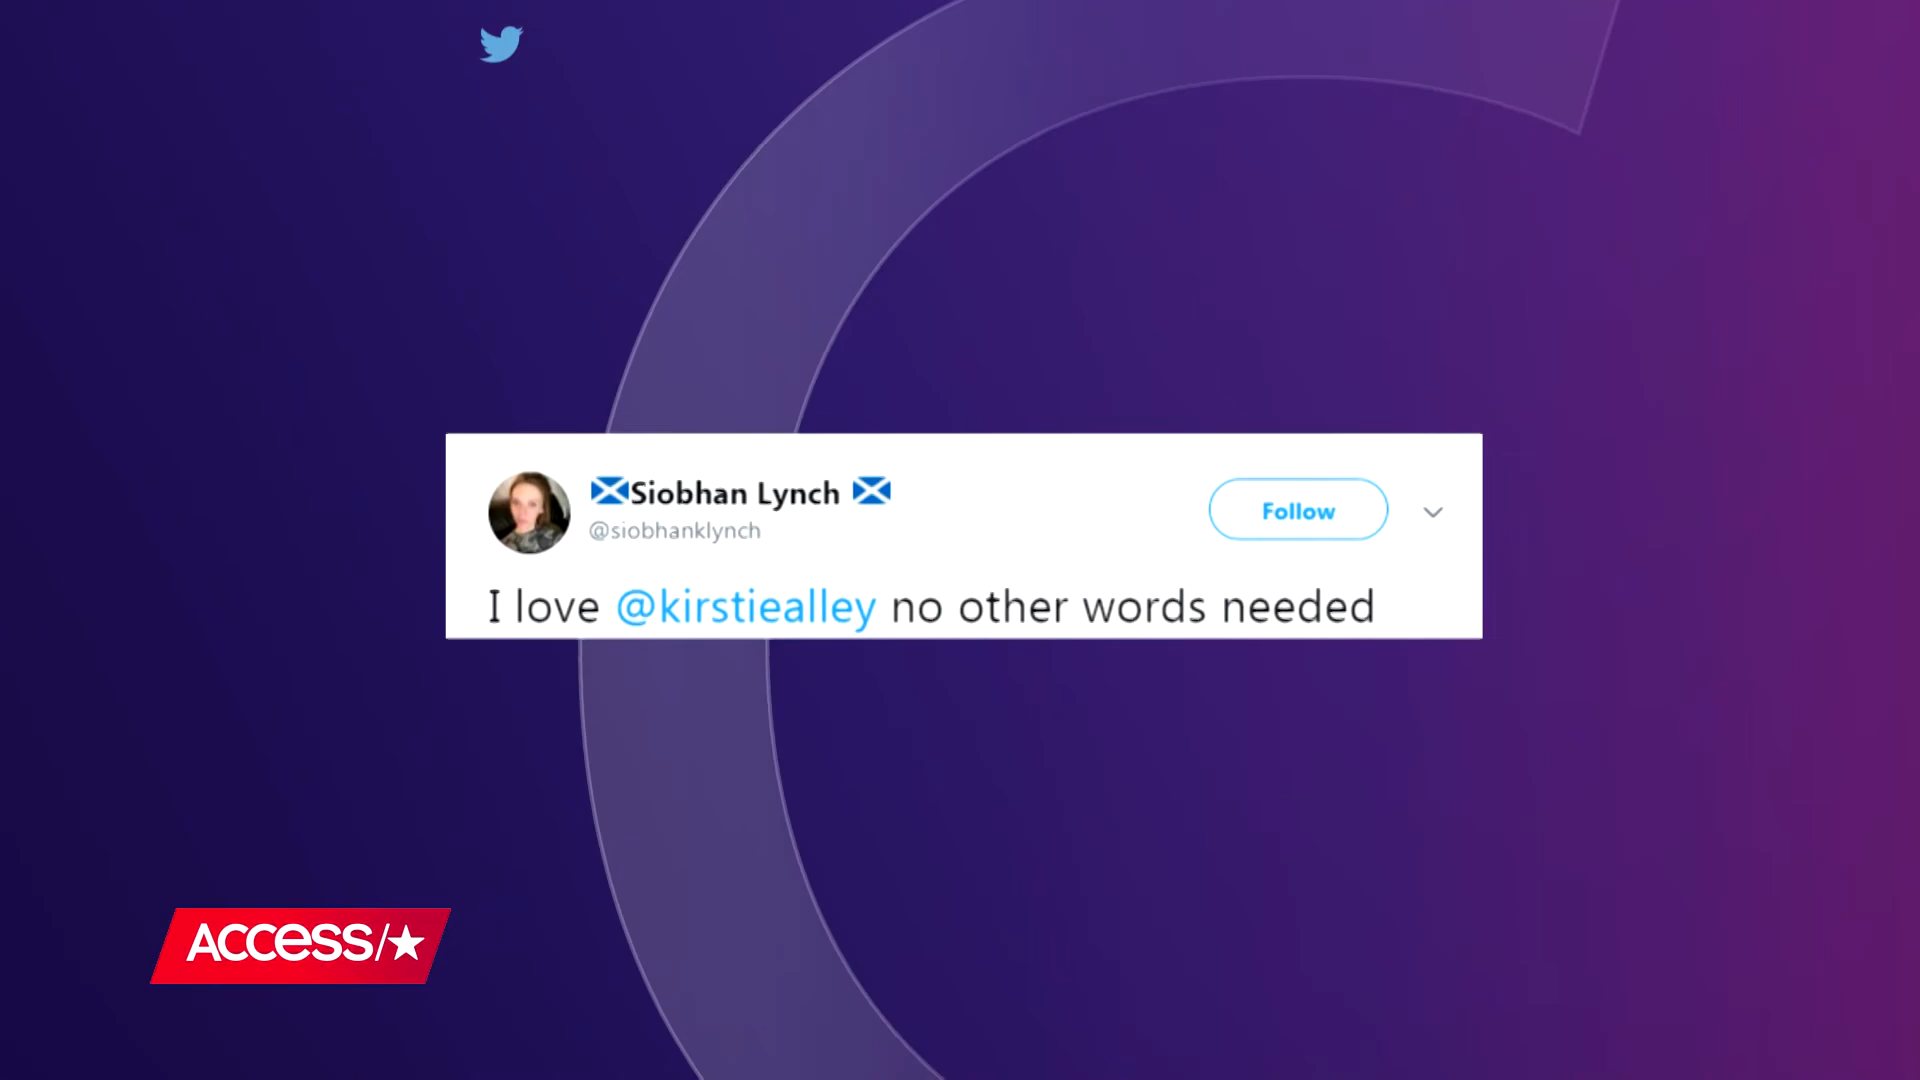 Siobhan Lynch
@siobhanklynch
Follow
I love @kirstiealley no other words needed
ACCESS/